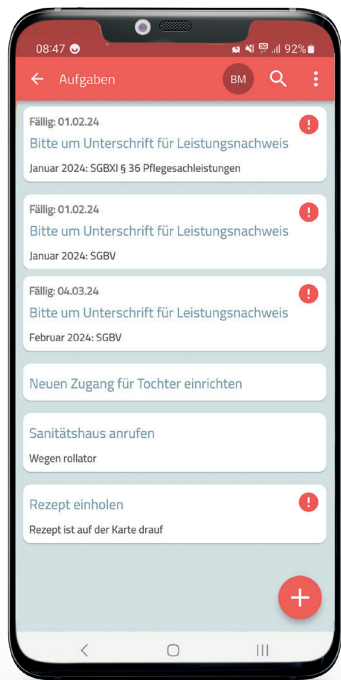 08:47 92%
Aufgaben BM
Fällig: 01.02.24
Bitte um Unterschrift für Leistungsnachweis
Januar 2024: SGBXI § 36 Pflegesachleistungen
Fällig: 01.02.24
Bitte um Unterschrift für Leistungsnachweis
Januar 2024: SGBV
Fällig: 04.03.24
Bitte um Unterschrift für Leistungsnachweis
Februar 2024: SGBV
Neuen Zugang für Tochter einrichten
Sanitätshaus anrufen
Wegen rollator
Rezept einholen
Rezept ist auf der Karte drauf